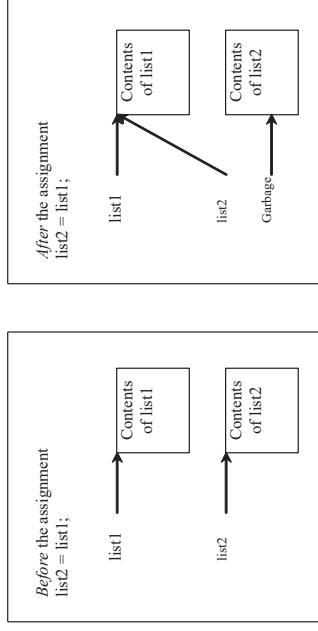 Before the assignment
list2 = list1;
list1
Contents
of list1
list2
Contents
of list2
After the assignment
list2 = list1;
list1
Contents
of list1
list2
Garbage
Contents
of list2